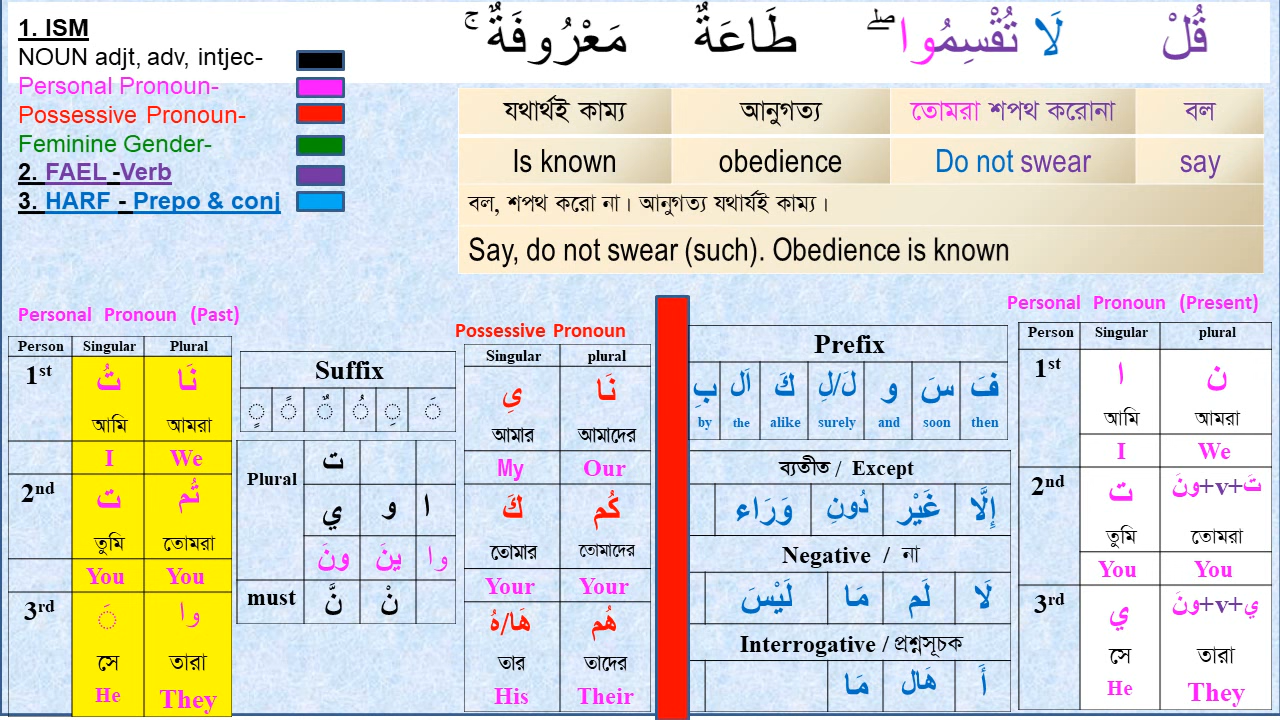 1. ISM
NOUN adjt, adv, intjec-
Personal Pronoun-
Possessive Pronoun-
Feminine Gender-
2. FAEL -Verb
3. HARF - Prepo & conj
قُلْ لَا تُقْسِمُوا ۖ طَاعَةٌ مَعْرُوفَةٌ ۚ
যথার্থই কাম্য আনুগত্য তোমরা শপথ করোনা বল
Is known obedience Do not swear say
বল, শপথ করো না। আনুগত্য যথার্যই কাম্য।
Say, do not swear (such). Obedience is known
Personal Pronoun (Past)
Person Singular Plural
1st تُ نَا
আমি আমরা
I We
2nd ت تُم
তুমি তোমরা
You You
3rd َ وا
সে তারা
He They
Suffix
ٍ ً ٌ ُ ِ َ
Plural ت
ي و ا
ونَ ينَ وا
must نَّ نْ
Possessive Pronoun
Singular plural
يِ نَا
আমার আমাদের
My Our
كَ كُم
তোমার তোমাদের
Your Your
هَا/هُ هُم
তার তাদের
His Their
Prefix
بِ اَل كَ لَ/لِ و سَ فَ
by the alike surely and soon then
ব্যতীত / Except
وَرَاء دُونِ غَيْر إِلَّا
Negative / না
لَيْسَ مَا لَم لَا
Interrogative / প্রশ্নসূচক
مَا هَال أَ
Personal Pronoun (Present)
Person Singular plural
1st ا ن
আমি আমরা
I We
2nd ت تَ+v+ونَ
তুমি তোমরা
You You
3rd ي ي+v+ونَ
সে তারা
He They